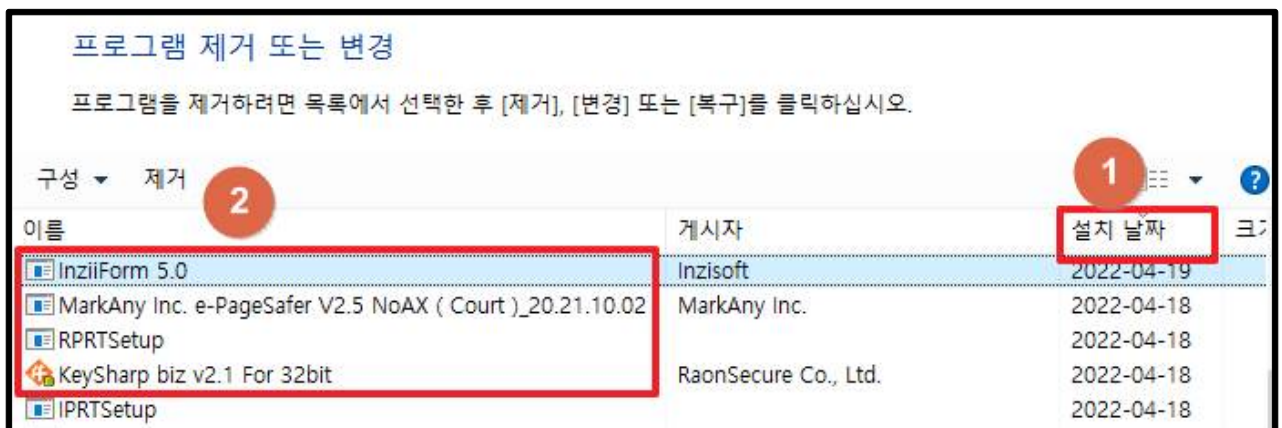 프로그램 제거 또는 변경
프로그램을 제거하려면 목록에서 선택한 후 [제거], [변경] 또는 [복구]를 클릭하십시오.
구성 제거 2 1 ?
이름 게시자 설치 날짜
InziiForm 5.0 Inzisoft 2022-04-19
MarkAny Inc. e-PageSafer V2.5 NoAX ( Court )_20.21.10.02 MarkAny Inc. 2022-04-18
RPRTSetup 2022-04-18
KeySharp biz v2.1 For 32bit RaonSecure Co., Ltd. 2022-04-18
IPRTSetup 2022-04-18